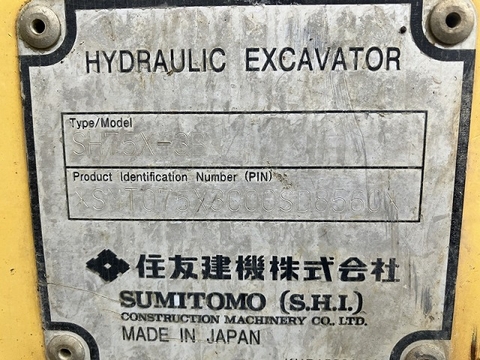 HYDRAULIC EXCAVATOR
Type/Model
Product Identification Number (PIN)
住友建機株式会社
SUMITOMO (S.H.I.)
CONSTRUCTION MACHINERY CO., LTD.
MADE IN JAPAN